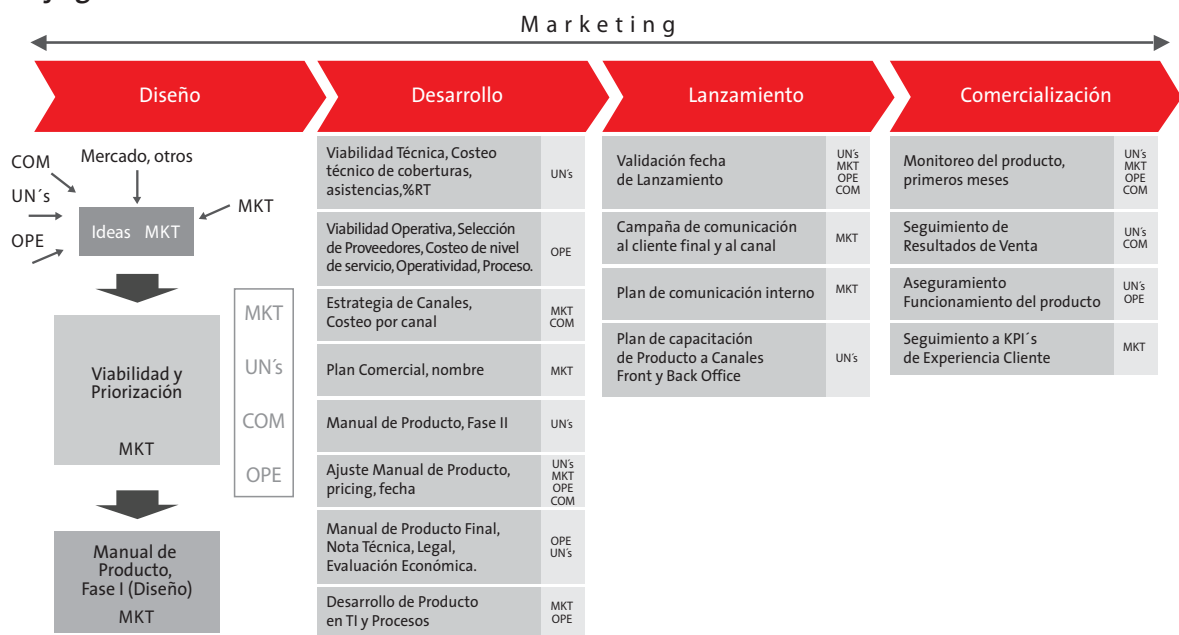 Marketing
Diseño
Desarrollo
Lanzamiento
Comercialización
COM
Mercado, otros
UN´s
MKT
OPE
Ideas MKT
Viabilidad y
Priorización
MKT
MKT
UN´s
COM
OPE
Manual de
Producto,
Fase I (Diseño)
MKT
Viabilidad Técnica, Costeo
técnico de coberturas,
asistencias,%RT
UN´s
Viabilidad Operativa, Selección
de Proveedores, Costeo de nivel
de servicio, Operatividad, Proceso.
OPE
Estrategia de Canales,
Costeo por canal
MKT
COM
Plan Comercial, nombre
MKT
Manual de Producto, Fase II
UN´s
Ajuste Manual de Producto,
pricing, fecha
UN´s
MKT
OPE
COM
Manual de Producto Final,
Nota Técnica, Legal,
Evaluación Económica.
OPE
UN´s
Desarrollo de Producto
en TI y Procesos
MKT
OPE
Validación fecha
de Lanzamiento
UN´s
MKT
OPE
COM
Campaña de comunicación
al cliente final y al canal
MKT
Plan de comunicación interno
MKT
Plan de capacitación
de Producto a Canales
Front y Back Office
UN´s
Monitoreo del producto,
primeros meses
UN´s
MKT
OPE
COM
Seguimiento de
Resultados de Venta
UN´s
COM
Aseguramiento
Funcionamiento del producto
UN´s
OPE
Seguimiento a KPI´s
de Experiencia Cliente
MKT